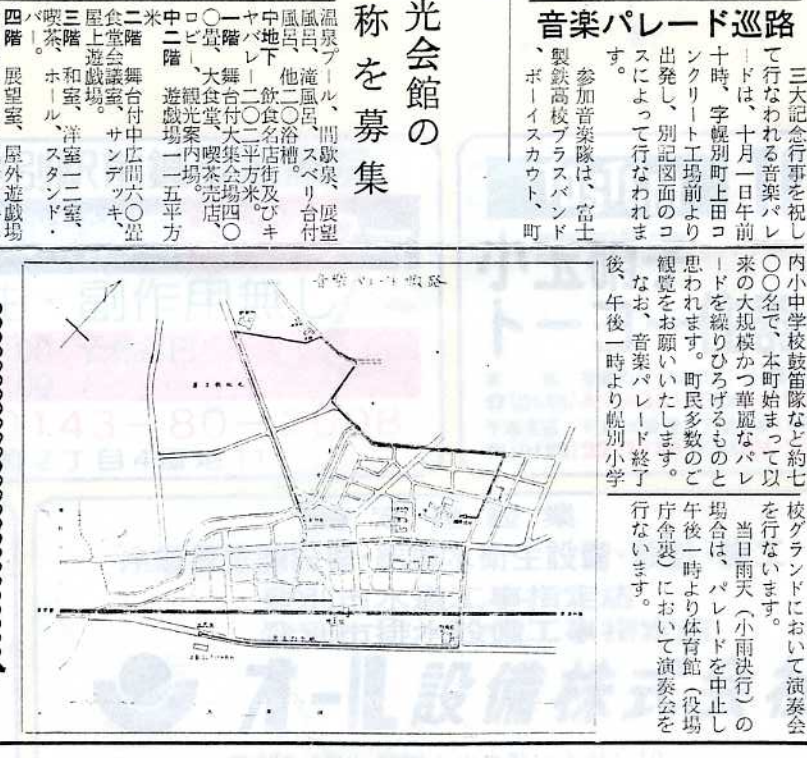 音楽パレード巡路
三大記念行事を祝し
て行なわれる音楽パレ
ードは、十月一日午前
十時、字幌別町上田コ
ンクリート工場前より
出発し、別記図面のコ
スによって行なわれま
す。
参加音楽隊は、富士
製鉄高校ブラスバンド
、ボーイスカウト、町
内小中学校鼓笛隊など約七
〇〇名で、本町始まって以
来の大規模かつ華麗なパレ
ードを繰りひろげるものと
思われます。町民多数のご
観覧をお願いいたします。
なお、音楽パレード終了
後、午後一時より幌別小学
校グランドにおいて演奏会
を行ないます。
当日雨天（小雨決行）の
場合は、パレードを中止し
午後一時より体育館（役場
庁舎裏）において演奏会を
行ないます。
光会館の
称を募集
温泉プール、間歇泉、展望
風呂、滝風呂、スベリ台付
風呂、他二〇浴槽。
中地下　飲食名店街及びキ
ャバレー二〇二平方米。
一階　舞台付大集会場四〇
〇畳、大食堂、喫茶売店、
ロビー、観光案内場。
中二階　遊戯場一一五平方
米
二階　舞台付中広間六〇畳
食堂会議室、サンデッキ、
屋上遊戯場。
三階　和室、洋室一二室、
喫茶、ホール、スタンド・
バー。
四階　展望室、屋外遊戯場
音楽パレード巡路